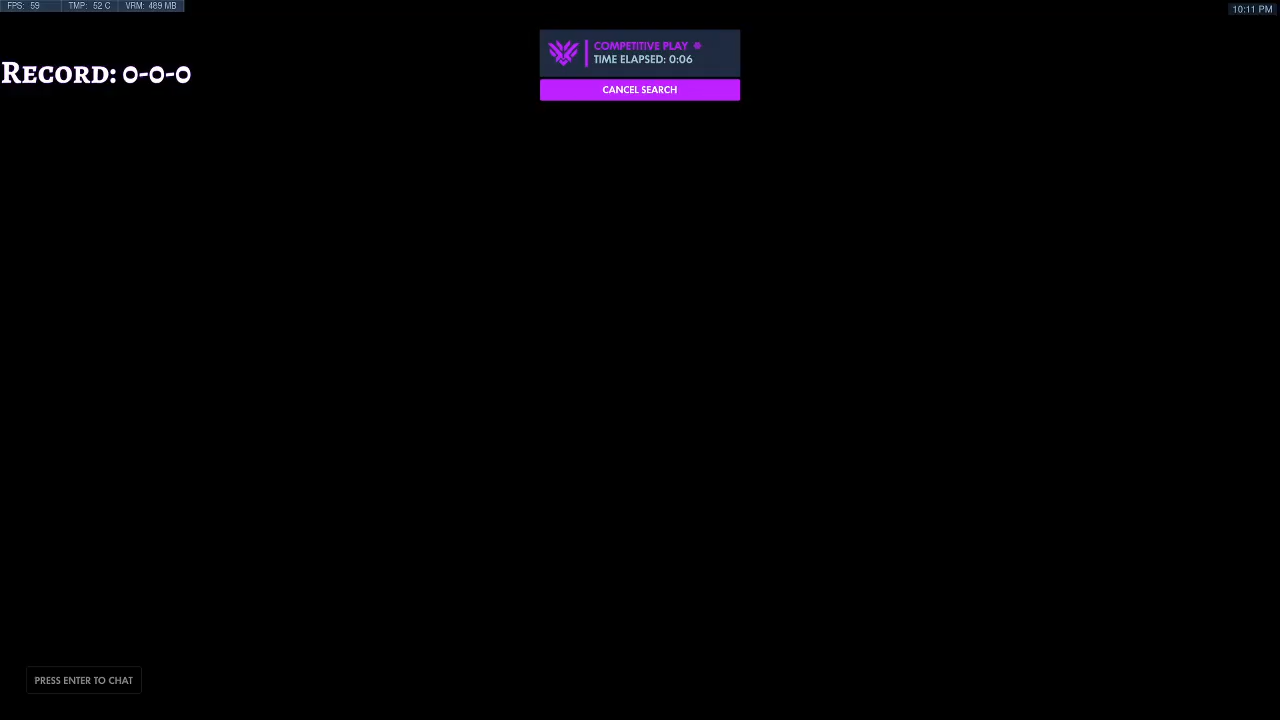 FPS: 59 TMP: 52 C VRM: 489 MB
10:11 PM
COMPETITIVE PLAY
TIME ELAPSED: 0:06
RECORD: 0-0-0
CANCEL SEARCH
PRESS ENTER TO CHAT